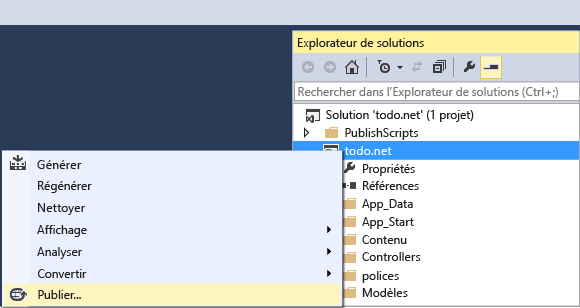 Explorateur de solutions
Rechercher dans l'Explorateur de solutions (Ctrl+;)
Solution 'todo.net' (1 projet)
PublishScripts
todo.net
Propriétés
Références
App_Data
App_Start
Contenu
Controllers
polices
Modèles
Générer
Régénérer
Nettoyer
Affichage
Analyser
Convertir
Publier...